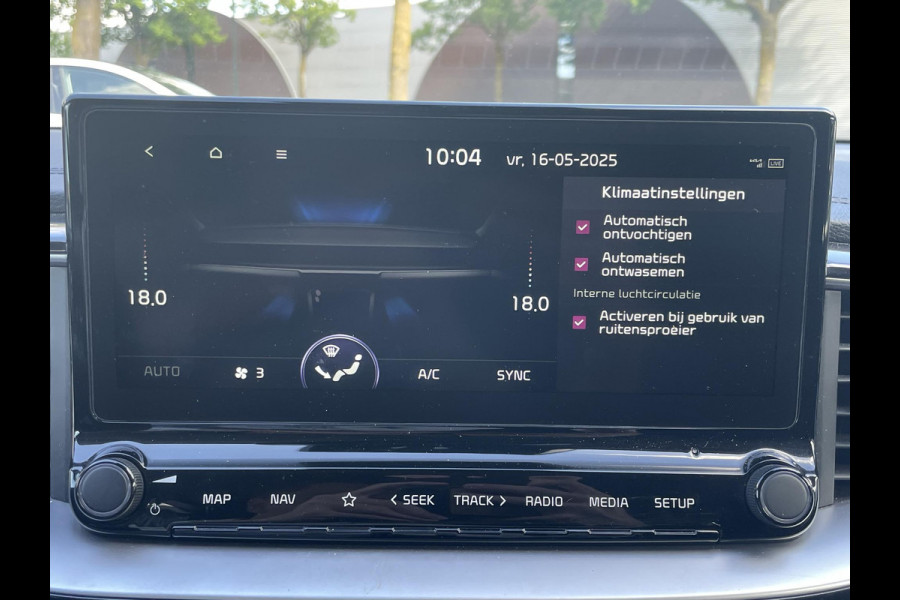 10:04 vr, 16-05-2025 LIVE
Klimaatinstellingen
Automatisch
ontvochtigen
Automatisch
ontwasemen
Interne luchtcirculatie
Activeren bij gebruik van
ruitensproeier
18.0 18.0
AUTO 3 A/C SYNC
MAP NAV SEEK TRACK RADIO MEDIA SETUP